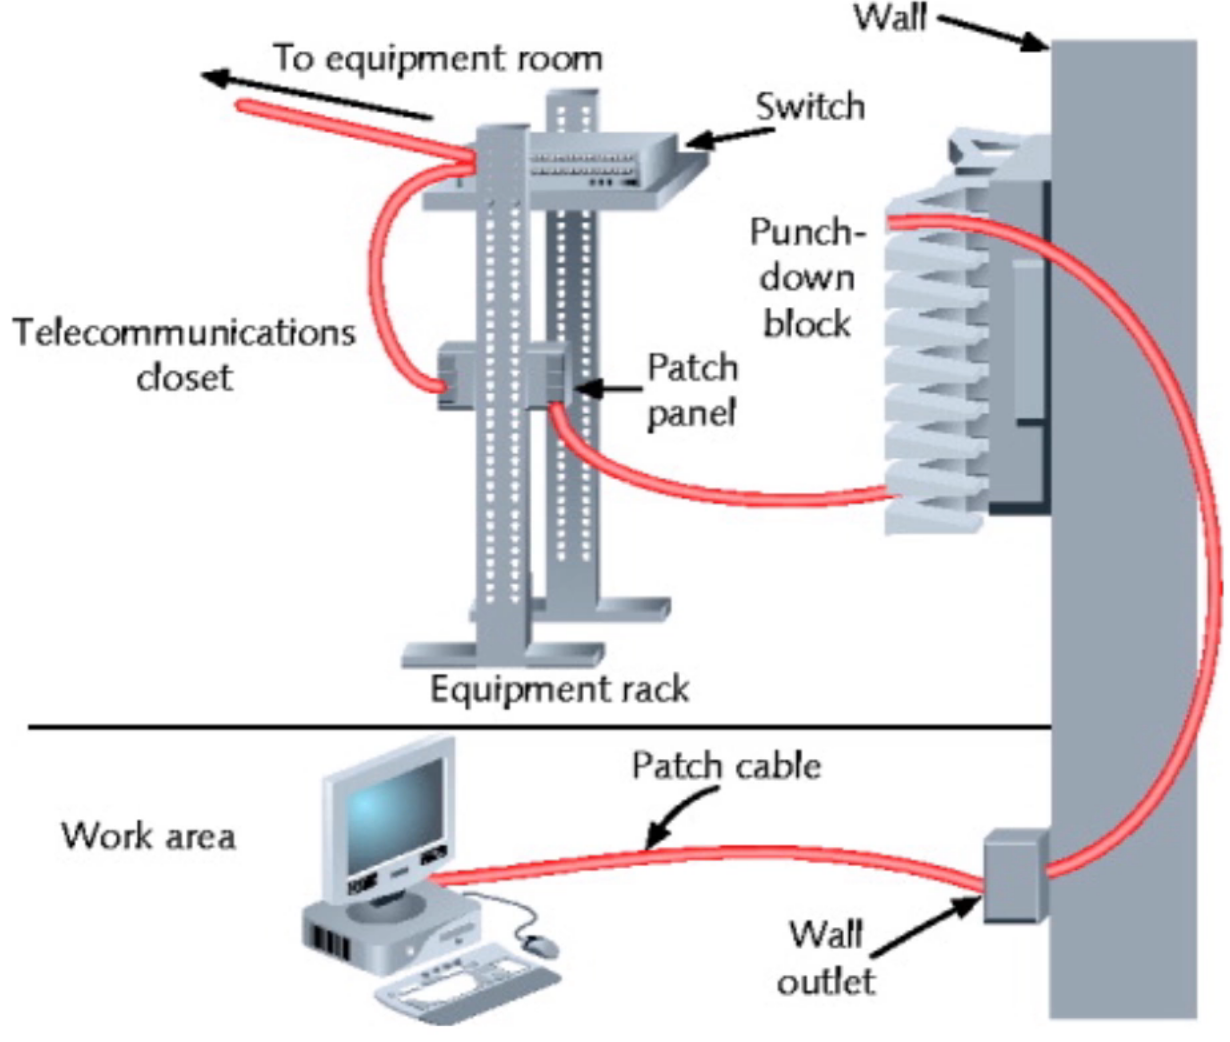 Wall
To equipment room
Switch
Punch-
down
block
Telecommunications
closet
Patch
panel
Equipment rack
Patch cable
Work area
Wall
outlet